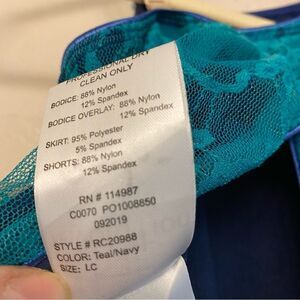 PROFESSIONAL DRY
CLEAN ONLY
BODICE: 88% Nylon
12% Spandex
BODICE OVERLAY: 88% Nylon
12% Spandex
SKIRT: 95% Polyester
5% Spandex
SHORTS: 88% Nylon
12% Spandex
RN # 114987
C0070 PO1008850
092019
STYLE # RC20988
COLOR: Teal/Navy
SIZE: LC